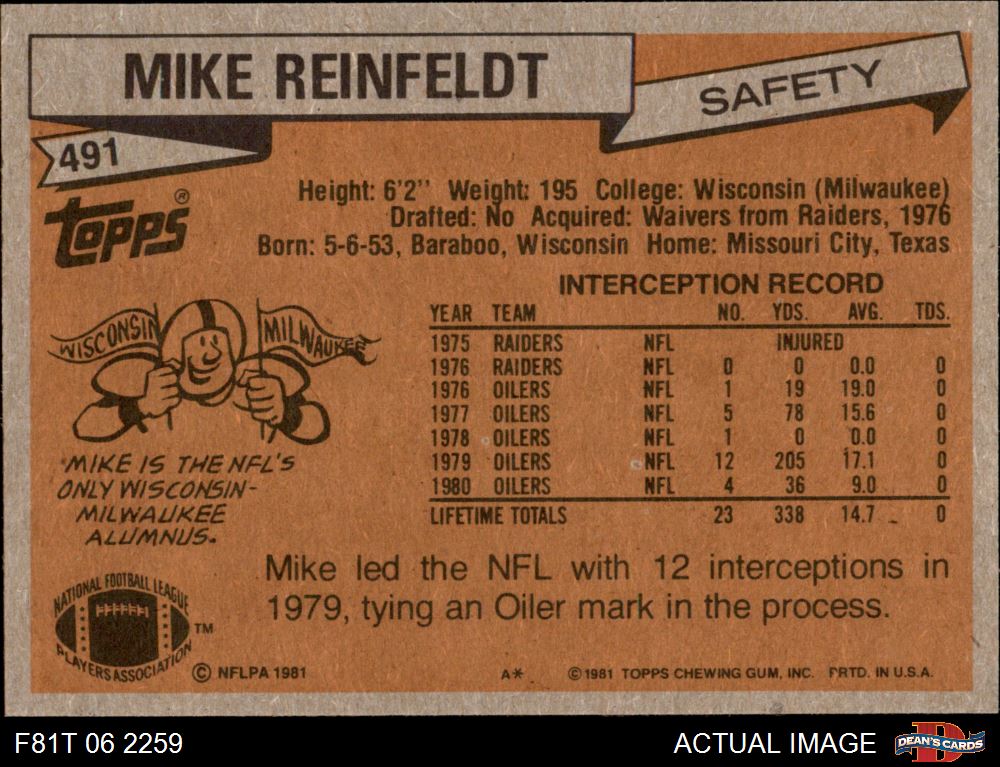 MIKE REINFELDT
SAFETY
491
TOPPS®
Height: 6'2" Weight: 195 College: Wisconsin (Milwaukee)
Drafted: No Acquired: Waivers from Raiders, 1976
Born: 5-6-53, Baraboo, Wisconsin Home: Missouri City, Texas
INTERCEPTION RECORD
YEAR TEAM NO. YDS. AVG. TDS.
1975 RAIDERS NFL INJURED
1976 RAIDERS NFL 0 0 0.0 0
1976 OILERS NFL 1 19 19.0 0
1977 OILERS NFL 5 78 15.6 0
1978 OILERS NFL 1 0 0.0 0
1979 OILERS NFL 12 205 17.1 0
1980 OILERS NFL 4 36 9.0 0
LIFETIME TOTALS 23 338 14.7 0
WISCONSIN MILWAUKEE
MIKE IS THE NFL'S
ONLY WISCONSIN-
MILWAUKEE
ALUMNUS.
Mike led the NFL with 12 interceptions in
1979, tying an Oiler mark in the process.
NATIONAL FOOTBALL LEAGUE
PLAYERS ASSOCIATION
TM
© NFLPA 1981 A* © 1981 TOPPS CHEWING GUM, INC. PRTD. IN U.S.A.
F81T 06 2259 ACTUAL IMAGE
D
DEAN'S CARDS